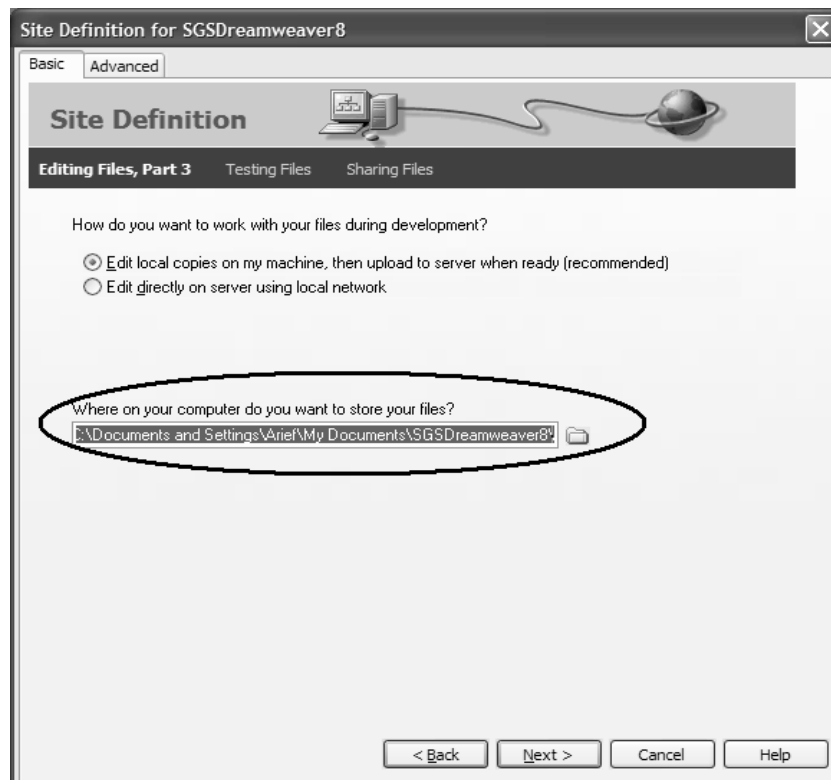 Site Definition for SGSDreamweaver8
Basic Advanced
Site Definition
Editing Files, Part 3 Testing Files Sharing Files
How do you want to work with your files during development?
Edit local copies on my machine, then upload to server when ready (recommended)
Edit directly on server using local network
Where on your computer do you want to store your files?
C:\Documents and Settings\Arief\My Documents\SGSDreamweaver8\
< Back Next > Cancel Help